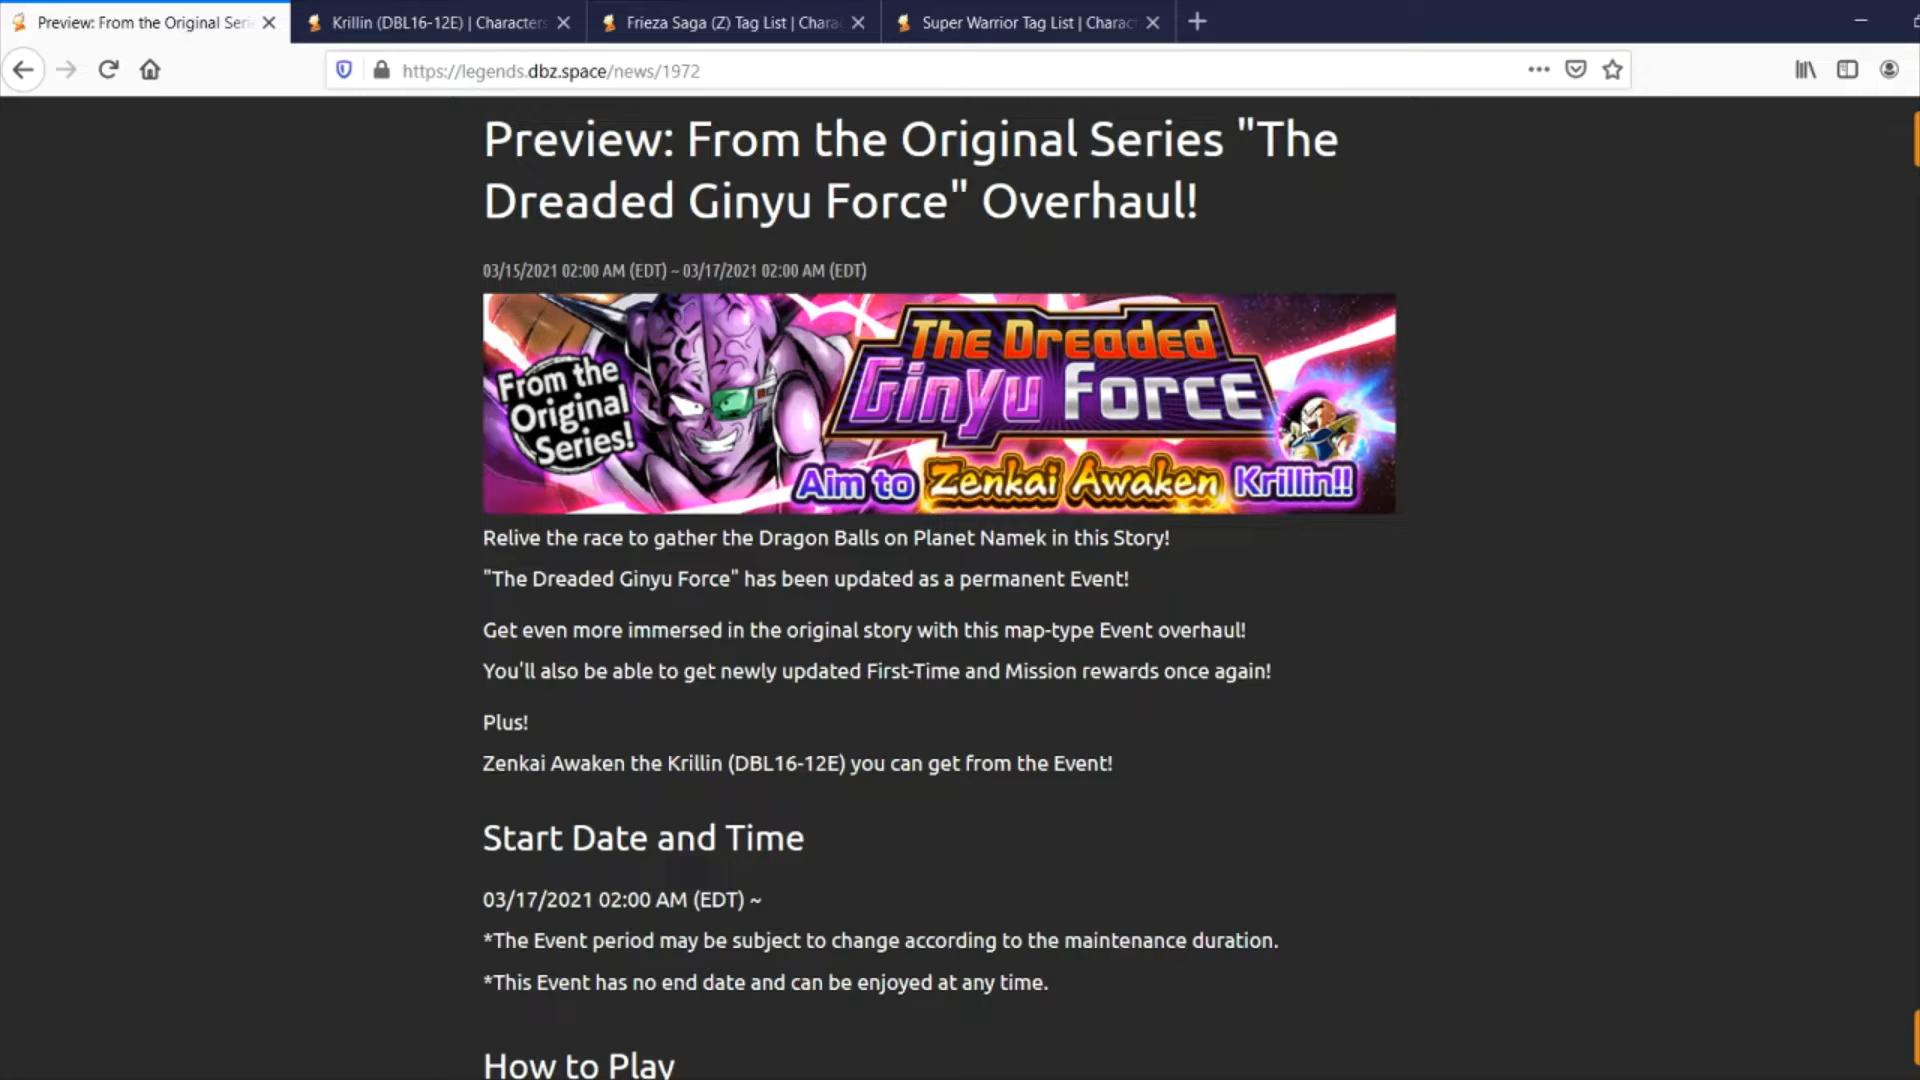 Preview: From the Original Seri
Krillin (DBL16-12E) | Characters
Frieza Saga (Z) Tag List | Chara
Super Warrior Tag List | Charac
https://legends.dbz.space/news/1972
Preview: From the Original Series "The
Dreaded Ginyu Force" Overhaul!
03/15/2021 02:00 AM (EDT) ~ 03/17/2021 02:00 AM (EDT)
From the
Original
Series!
The Dreaded
Ginyu Force
Aim to Zenkai Awaken Krillin!!
Relive the race to gather the Dragon Balls on Planet Namek in this Story!
"The Dreaded Ginyu Force" has been updated as a permanent Event!
Get even more immersed in the original story with this map-type Event overhaul!
You'll also be able to get newly updated First-Time and Mission rewards once again!
Plus!
Zenkai Awaken the Krillin (DBL16-12E) you can get from the Event!
Start Date and Time
03/17/2021 02:00 AM (EDT) ~
*The Event period may be subject to change according to the maintenance duration.
*This Event has no end date and can be enjoyed at any time.
How to Play